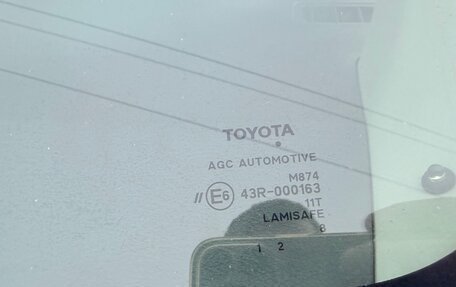 TOYOTA
AGC AUTOMOTIVE
M874
// E6 43R-000163
11T
LAMISAFE
8
1 2